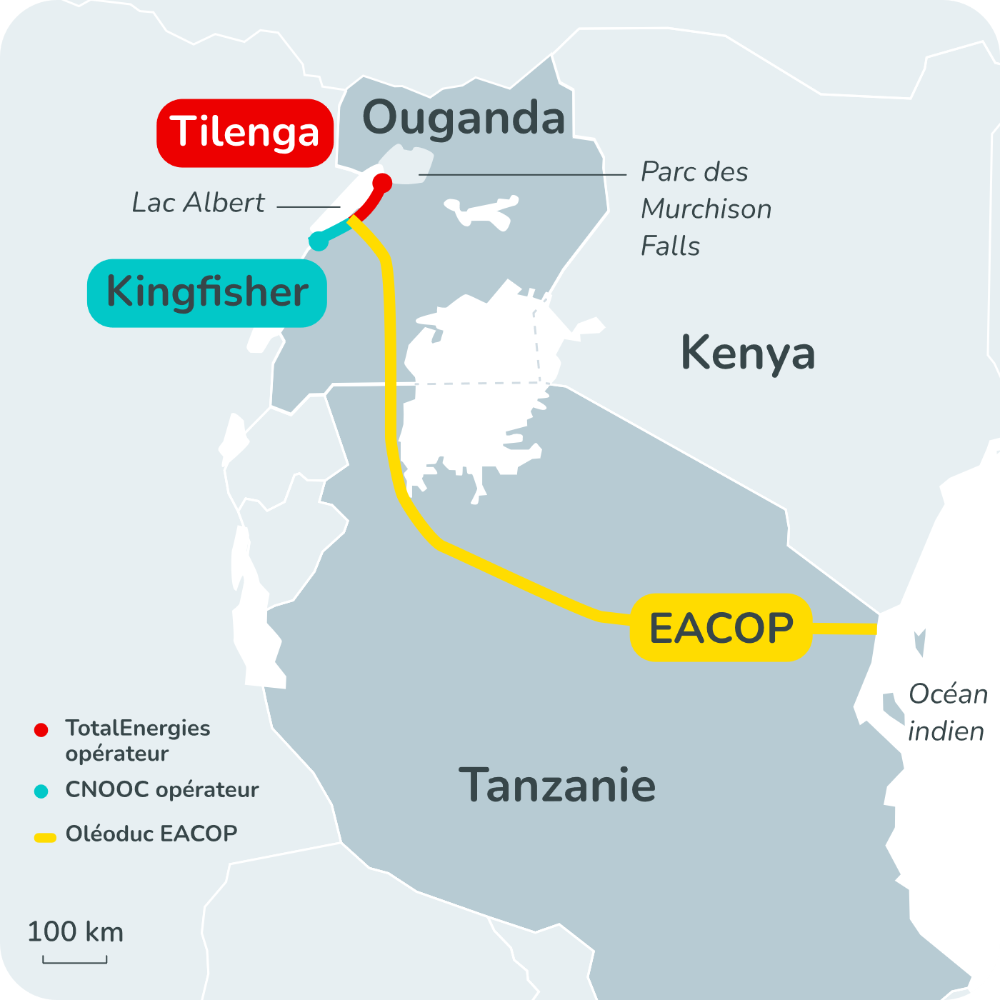 Tilenga
Ouganda
Lac Albert
Parc des
Murchison
Falls
Kingfisher
Kenya
EACOP
Océan
indien
Tanzanie
TotalEnergies
opérateur
CNOOC opérateur
Oléoduc EACOP
100 km